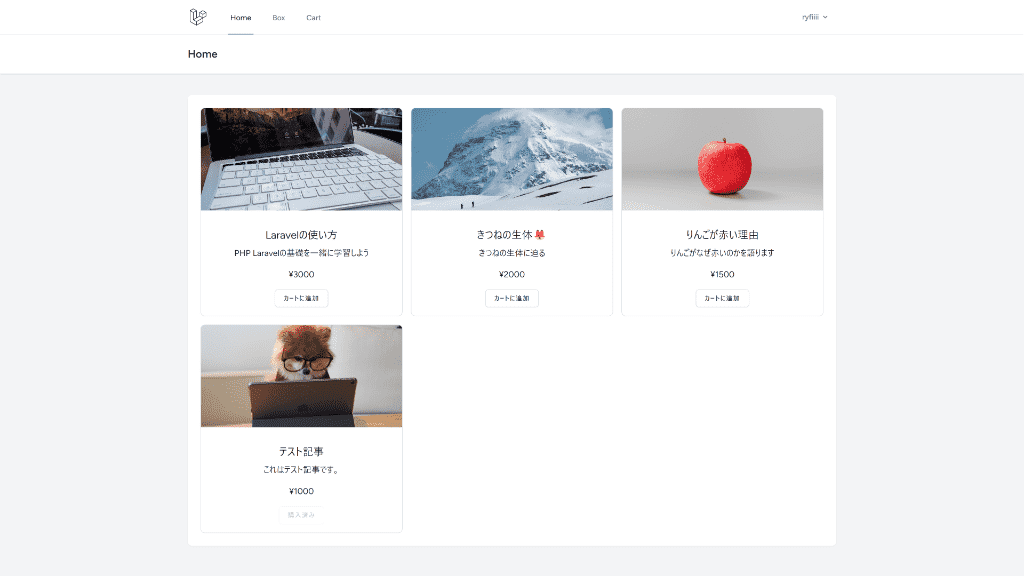 Home
Box
Cart
ryfiiii
Home
Laravelの使い方
PHP Laravelの基礎を一緒に学習しよう
¥3000
カートに追加
きつねの生体🦊
きつねの生体に迫る
¥2000
カートに追加
りんごが赤い理由
りんごがなぜ赤いのかを語ります
¥1500
カートに追加
テスト記事
これはテスト記事です。
¥1000
購入済み